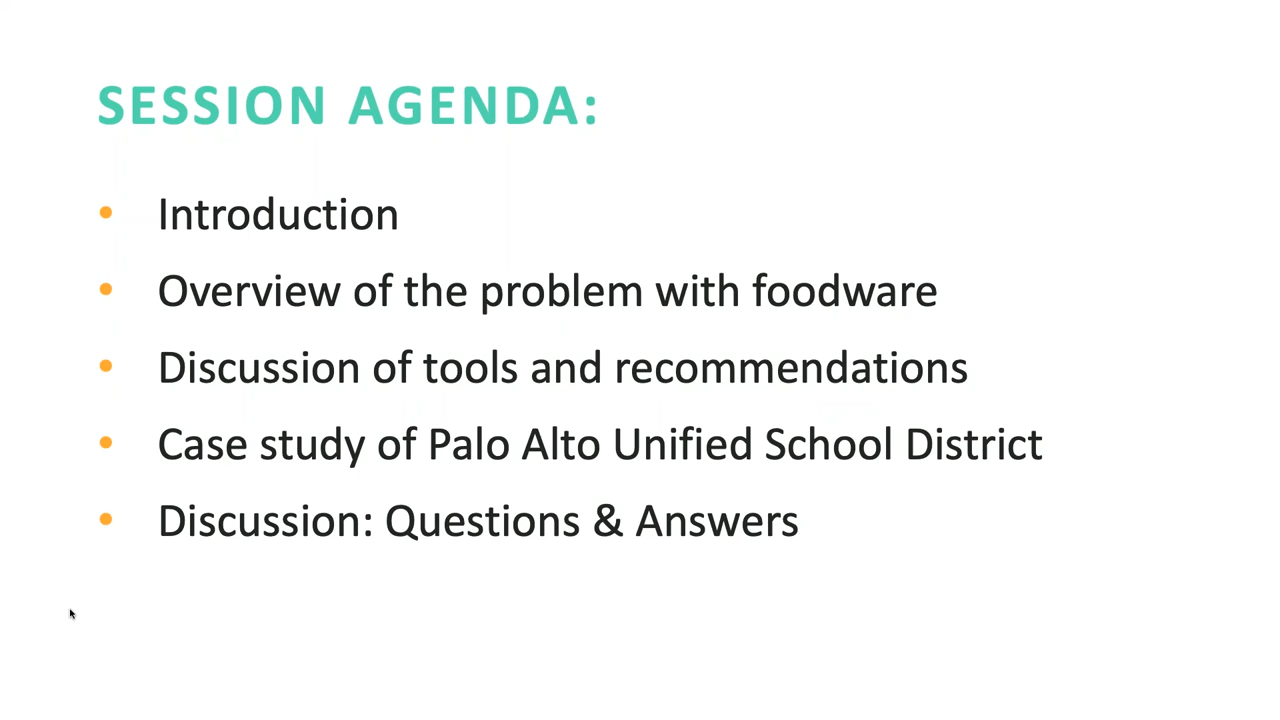 SESSION AGENDA:
• Introduction
• Overview of the problem with foodware
• Discussion of tools and recommendations
• Case study of Palo Alto Unified School District
• Discussion: Questions & Answers